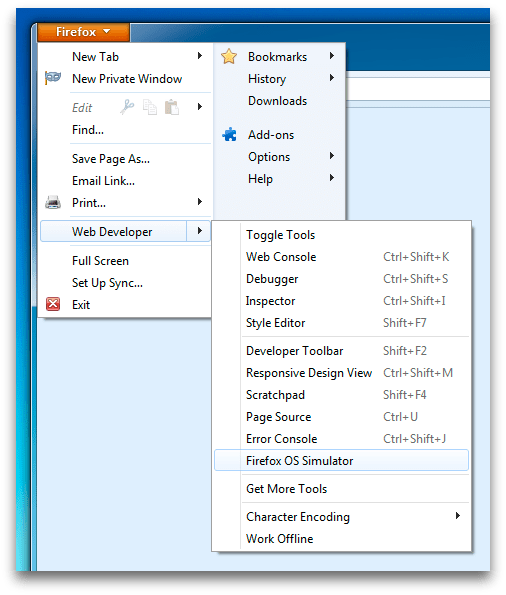 Firefox
New Tab
New Private Window
Edit
Find...
Save Page As...
Email Link...
Print...
Web Developer
Full Screen
Set Up Sync...
Exit
Bookmarks
History
Downloads
Add-ons
Options
Help
Toggle Tools
Web Console Ctrl+Shift+K
Debugger Ctrl+Shift+S
Inspector Ctrl+Shift+I
Style Editor Shift+F7
Developer Toolbar Shift+F2
Responsive Design View Ctrl+Shift+M
Scratchpad Shift+F4
Page Source Ctrl+U
Error Console Ctrl+Shift+J
Firefox OS Simulator
Get More Tools
Character Encoding
Work Offline